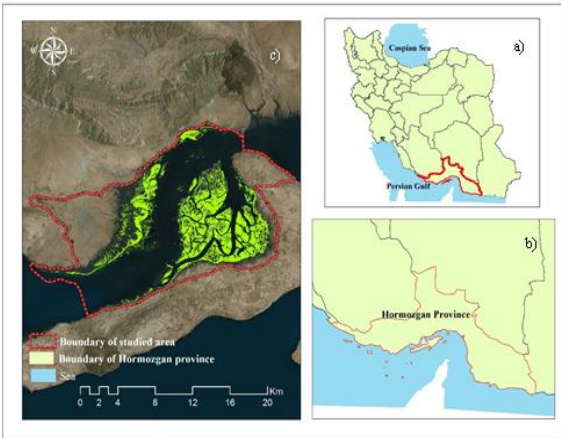 N
W
E
S
c)
Boundary of studied area
Boundary of Hormozgan province
Sea
0 2 4 8 12 16 20 Km
a)
Caspian Sea
Persian Gulf
b)
Hormozgan Province